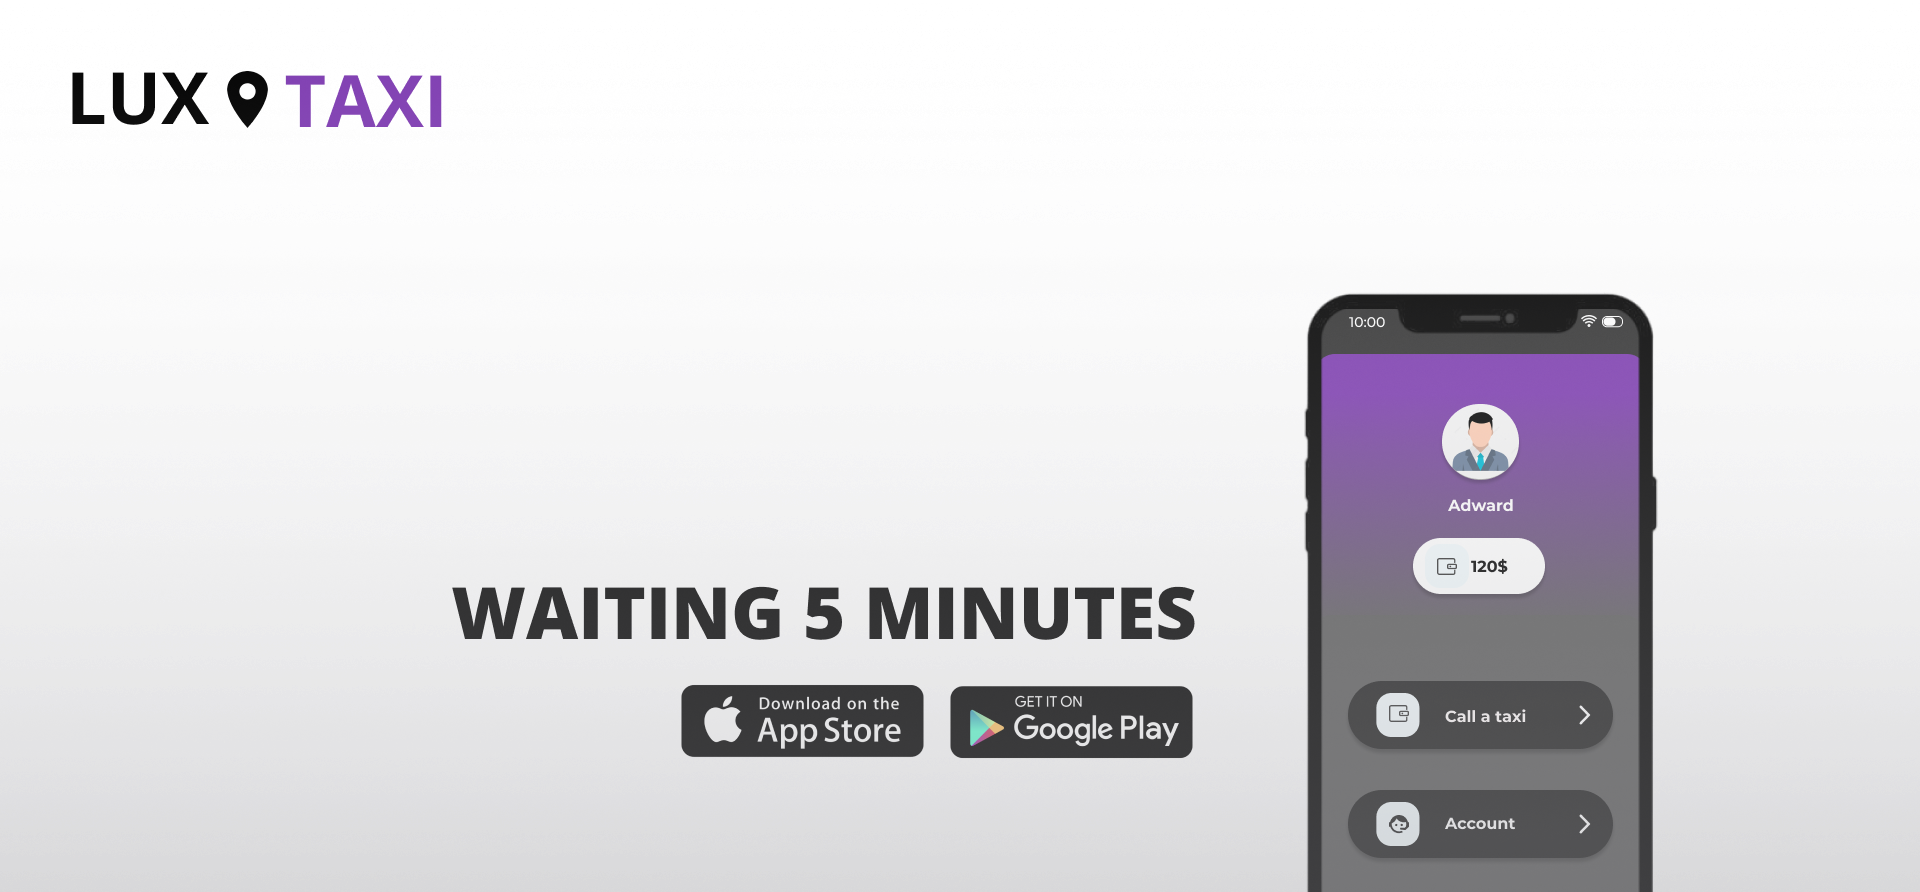 LUX TAXI
WAITING 5 MINUTES
Download on the
App Store
GET IT ON
Google Play
10:00
Adward
120$
Call a taxi
Account